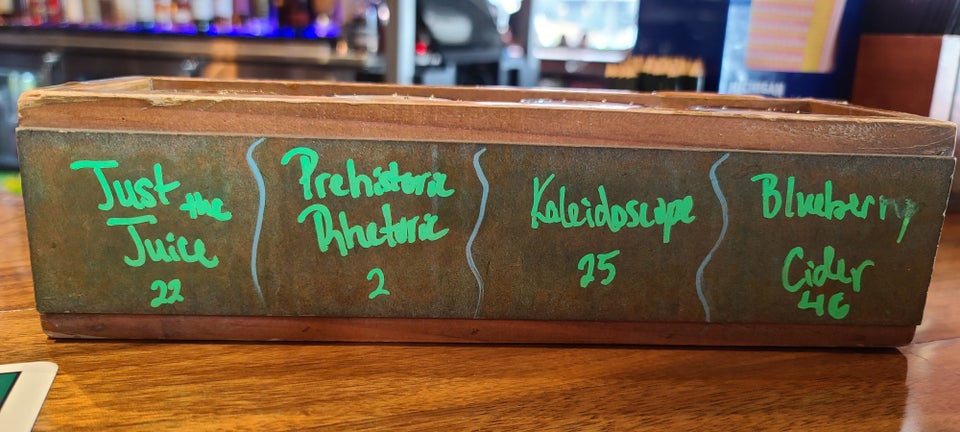 Just the
Juice
22
Prehistoric
Rhetoric
2
Kaleidoscope
25
Blueberry
Cider
46